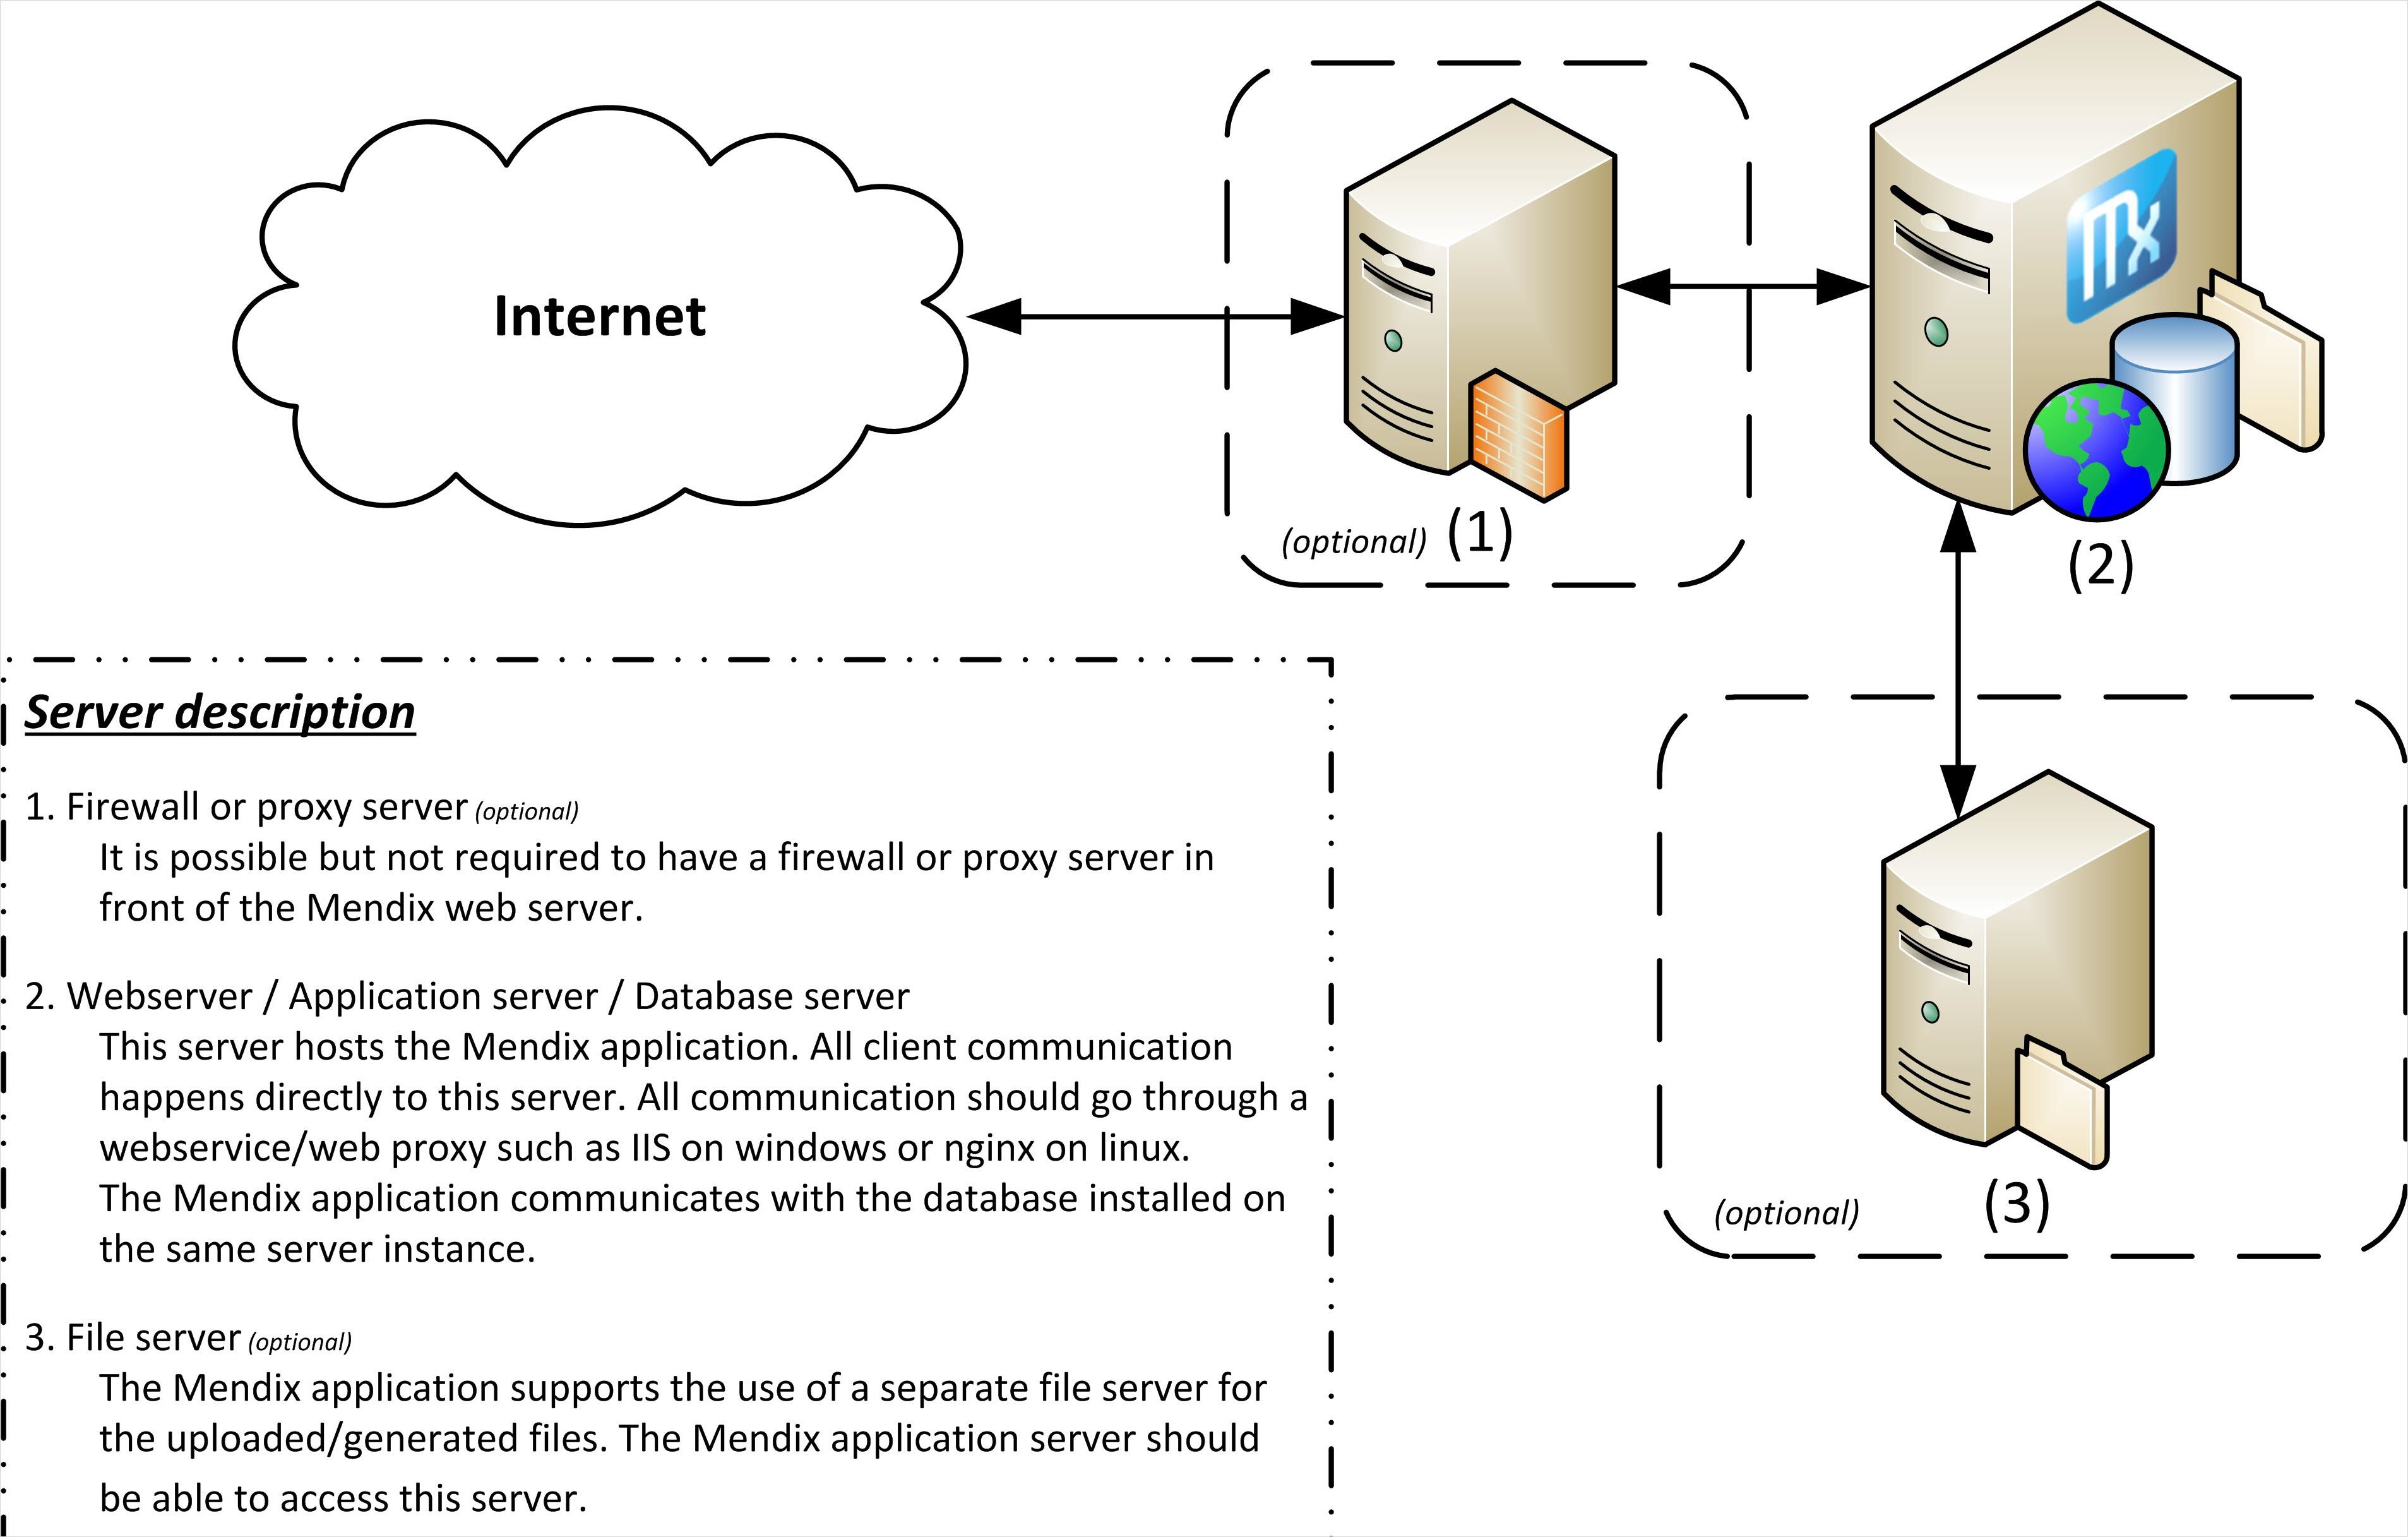 Internet
Mx
(optional) (1)
(2)
(optional) (3)
Server description
1. Firewall or proxy server (optional)
It is possible but not required to have a firewall or proxy server in
front of the Mendix web server.
2. Webserver / Application server / Database server
This server hosts the Mendix application. All client communication
happens directly to this server. All communication should go through a
webservice/web proxy such as IIS on windows or nginx on linux.
The Mendix application communicates with the database installed on
the same server instance.
3. File server (optional)
The Mendix application supports the use of a separate file server for
the uploaded/generated files. The Mendix application server should
be able to access this server.